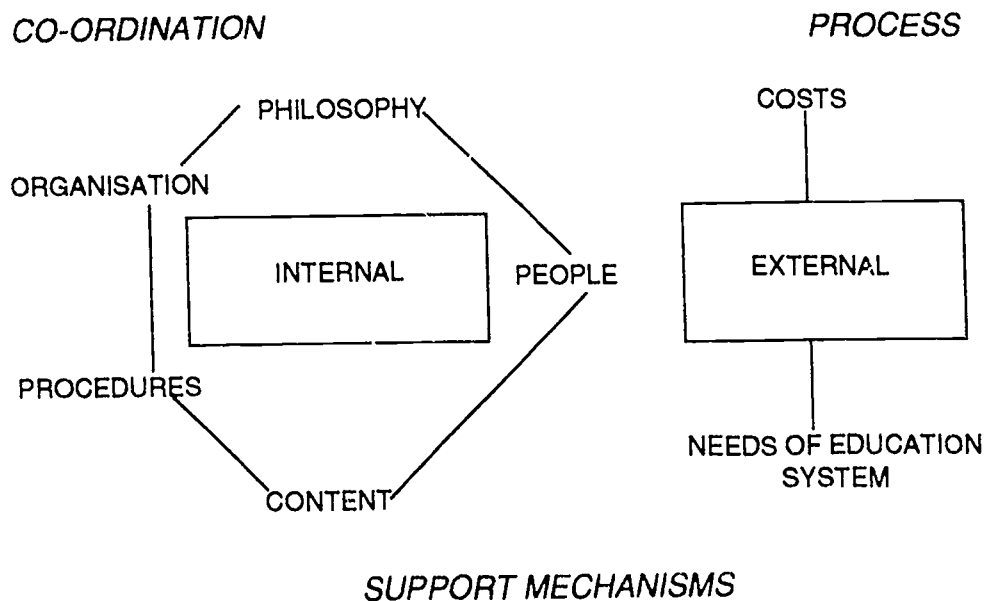 CO-ORDINATION
PROCESS
PHILOSOPHY
COSTS
ORGANISATION
INTERNAL
PEOPLE
EXTERNAL
PROCEDURES
NEEDS OF EDUCATION
SYSTEM
CONTENT
SUPPORT MECHANISMS